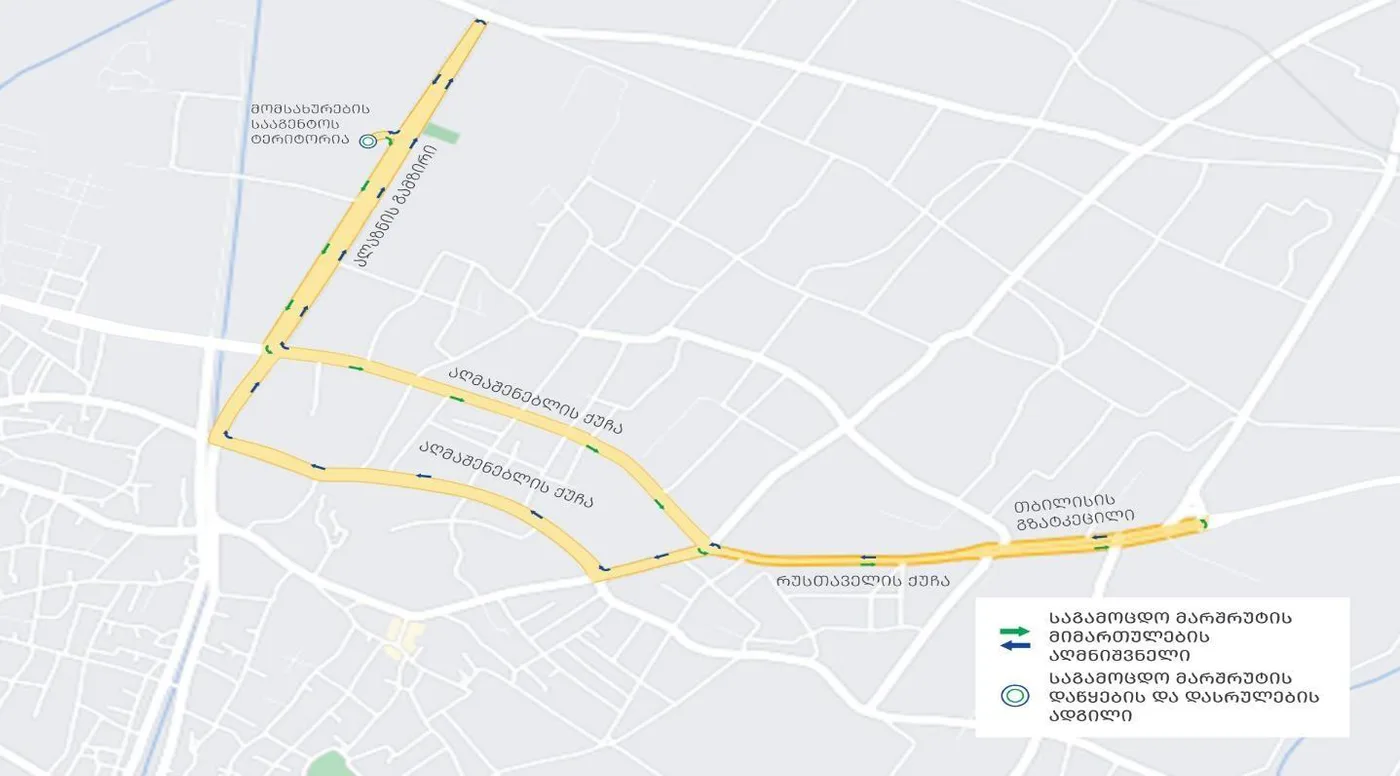 მომსახურების
სააგენტოს
ტერიტორია
ალაზნის გამზირი
აღმაშენებლის ქუჩა
აღმაშენებლის ქუჩა
თბილისის
გზატკეცილი
რუსთაველის ქუჩა
საგამოცდო მარშრუტის
მიმართულების
აღმნიშვნელი
საგამოცდო მარშრუტის
დაწყების და დასრულების
ადგილი